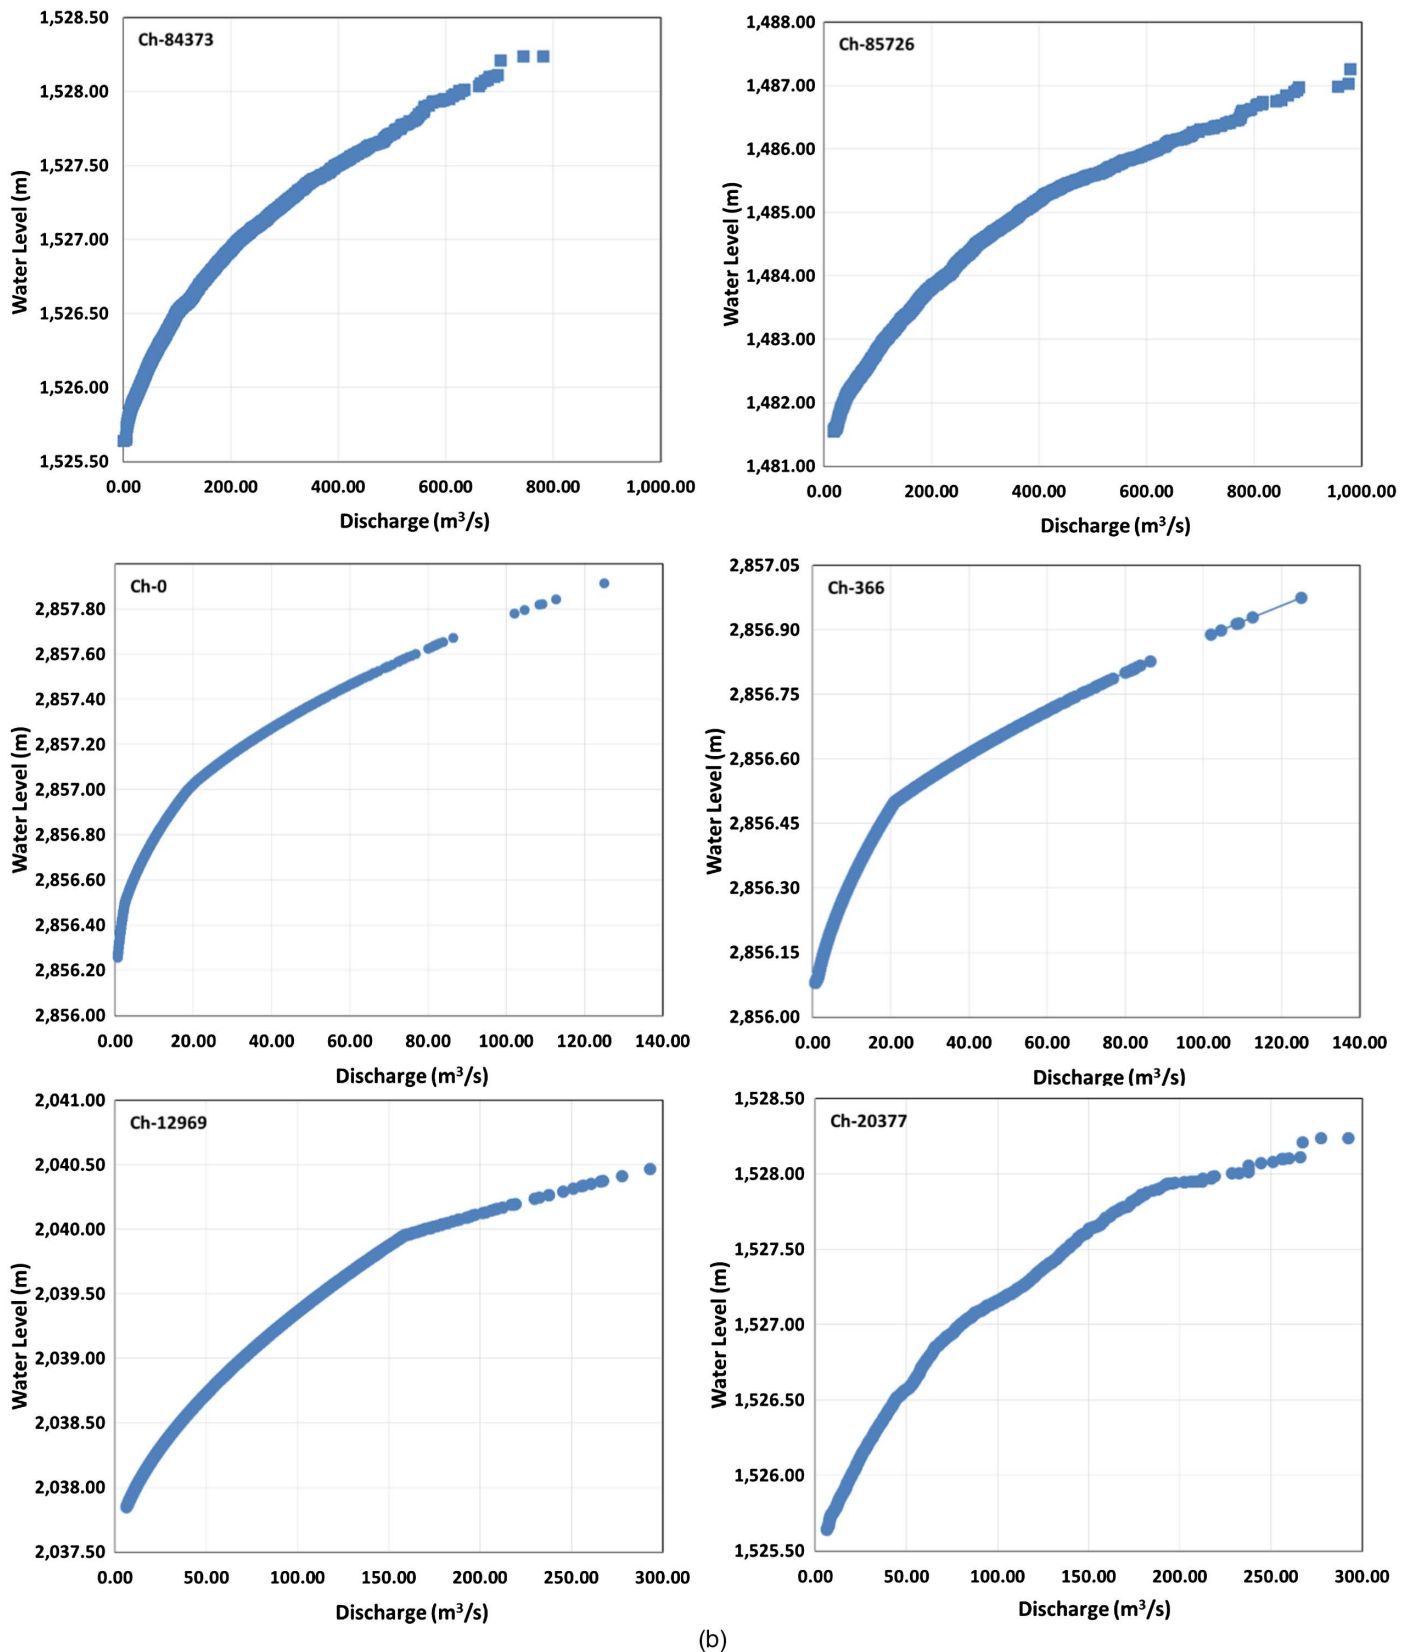 Ch-84373
Water Level (m)
1,528.50
1,528.00
1,527.50
1,527.00
1,526.50
1,526.00
1,525.50
0.00 200.00 400.00 600.00 800.00 1,000.00
Discharge (m³/s)
Ch-85726
Water Level (m)
1,488.00
1,487.00
1,486.00
1,485.00
1,484.00
1,483.00
1,482.00
1,481.00
0.00 200.00 400.00 600.00 800.00 1,000.00
Discharge (m³/s)
Ch-0
Water Level (m)
2,857.80
2,857.60
2,857.40
2,857.20
2,857.00
2,856.80
2,856.60
2,856.40
2,856.20
2,856.00
0.00 20.00 40.00 60.00 80.00 100.00 120.00 140.00
Discharge (m³/s)
Ch-366
Water Level (m)
2,857.05
2,856.90
2,856.75
2,856.60
2,856.45
2,856.30
2,856.15
2,856.00
0.00 20.00 40.00 60.00 80.00 100.00 120.00 140.00
Discharge (m³/s)
Ch-12969
Water Level (m)
2,041.00
2,040.50
2,040.00
2,039.50
2,039.00
2,038.50
2,038.00
2,037.50
0.00 50.00 100.00 150.00 200.00 250.00 300.00
Discharge (m³/s)
Ch-20377
Water Level (m)
1,528.50
1,528.00
1,527.50
1,527.00
1,526.50
1,526.00
1,525.50
0.00 50.00 100.00 150.00 200.00 250.00 300.00
Discharge (m³/s)
(b)